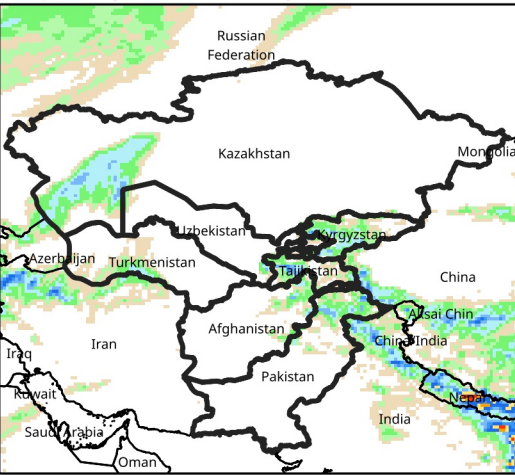 Russian
Federation
Kazakhstan
Mongolia
Uzbekistan
Kyrgyzstan
Azerbaijan
Turkmenistan
Tajikistan
China
Aksai Chin
Afghanistan
Iran
China/India
Iraq
Pakistan
Kuwait
Nepal
India
Saudi Arabia
Oman